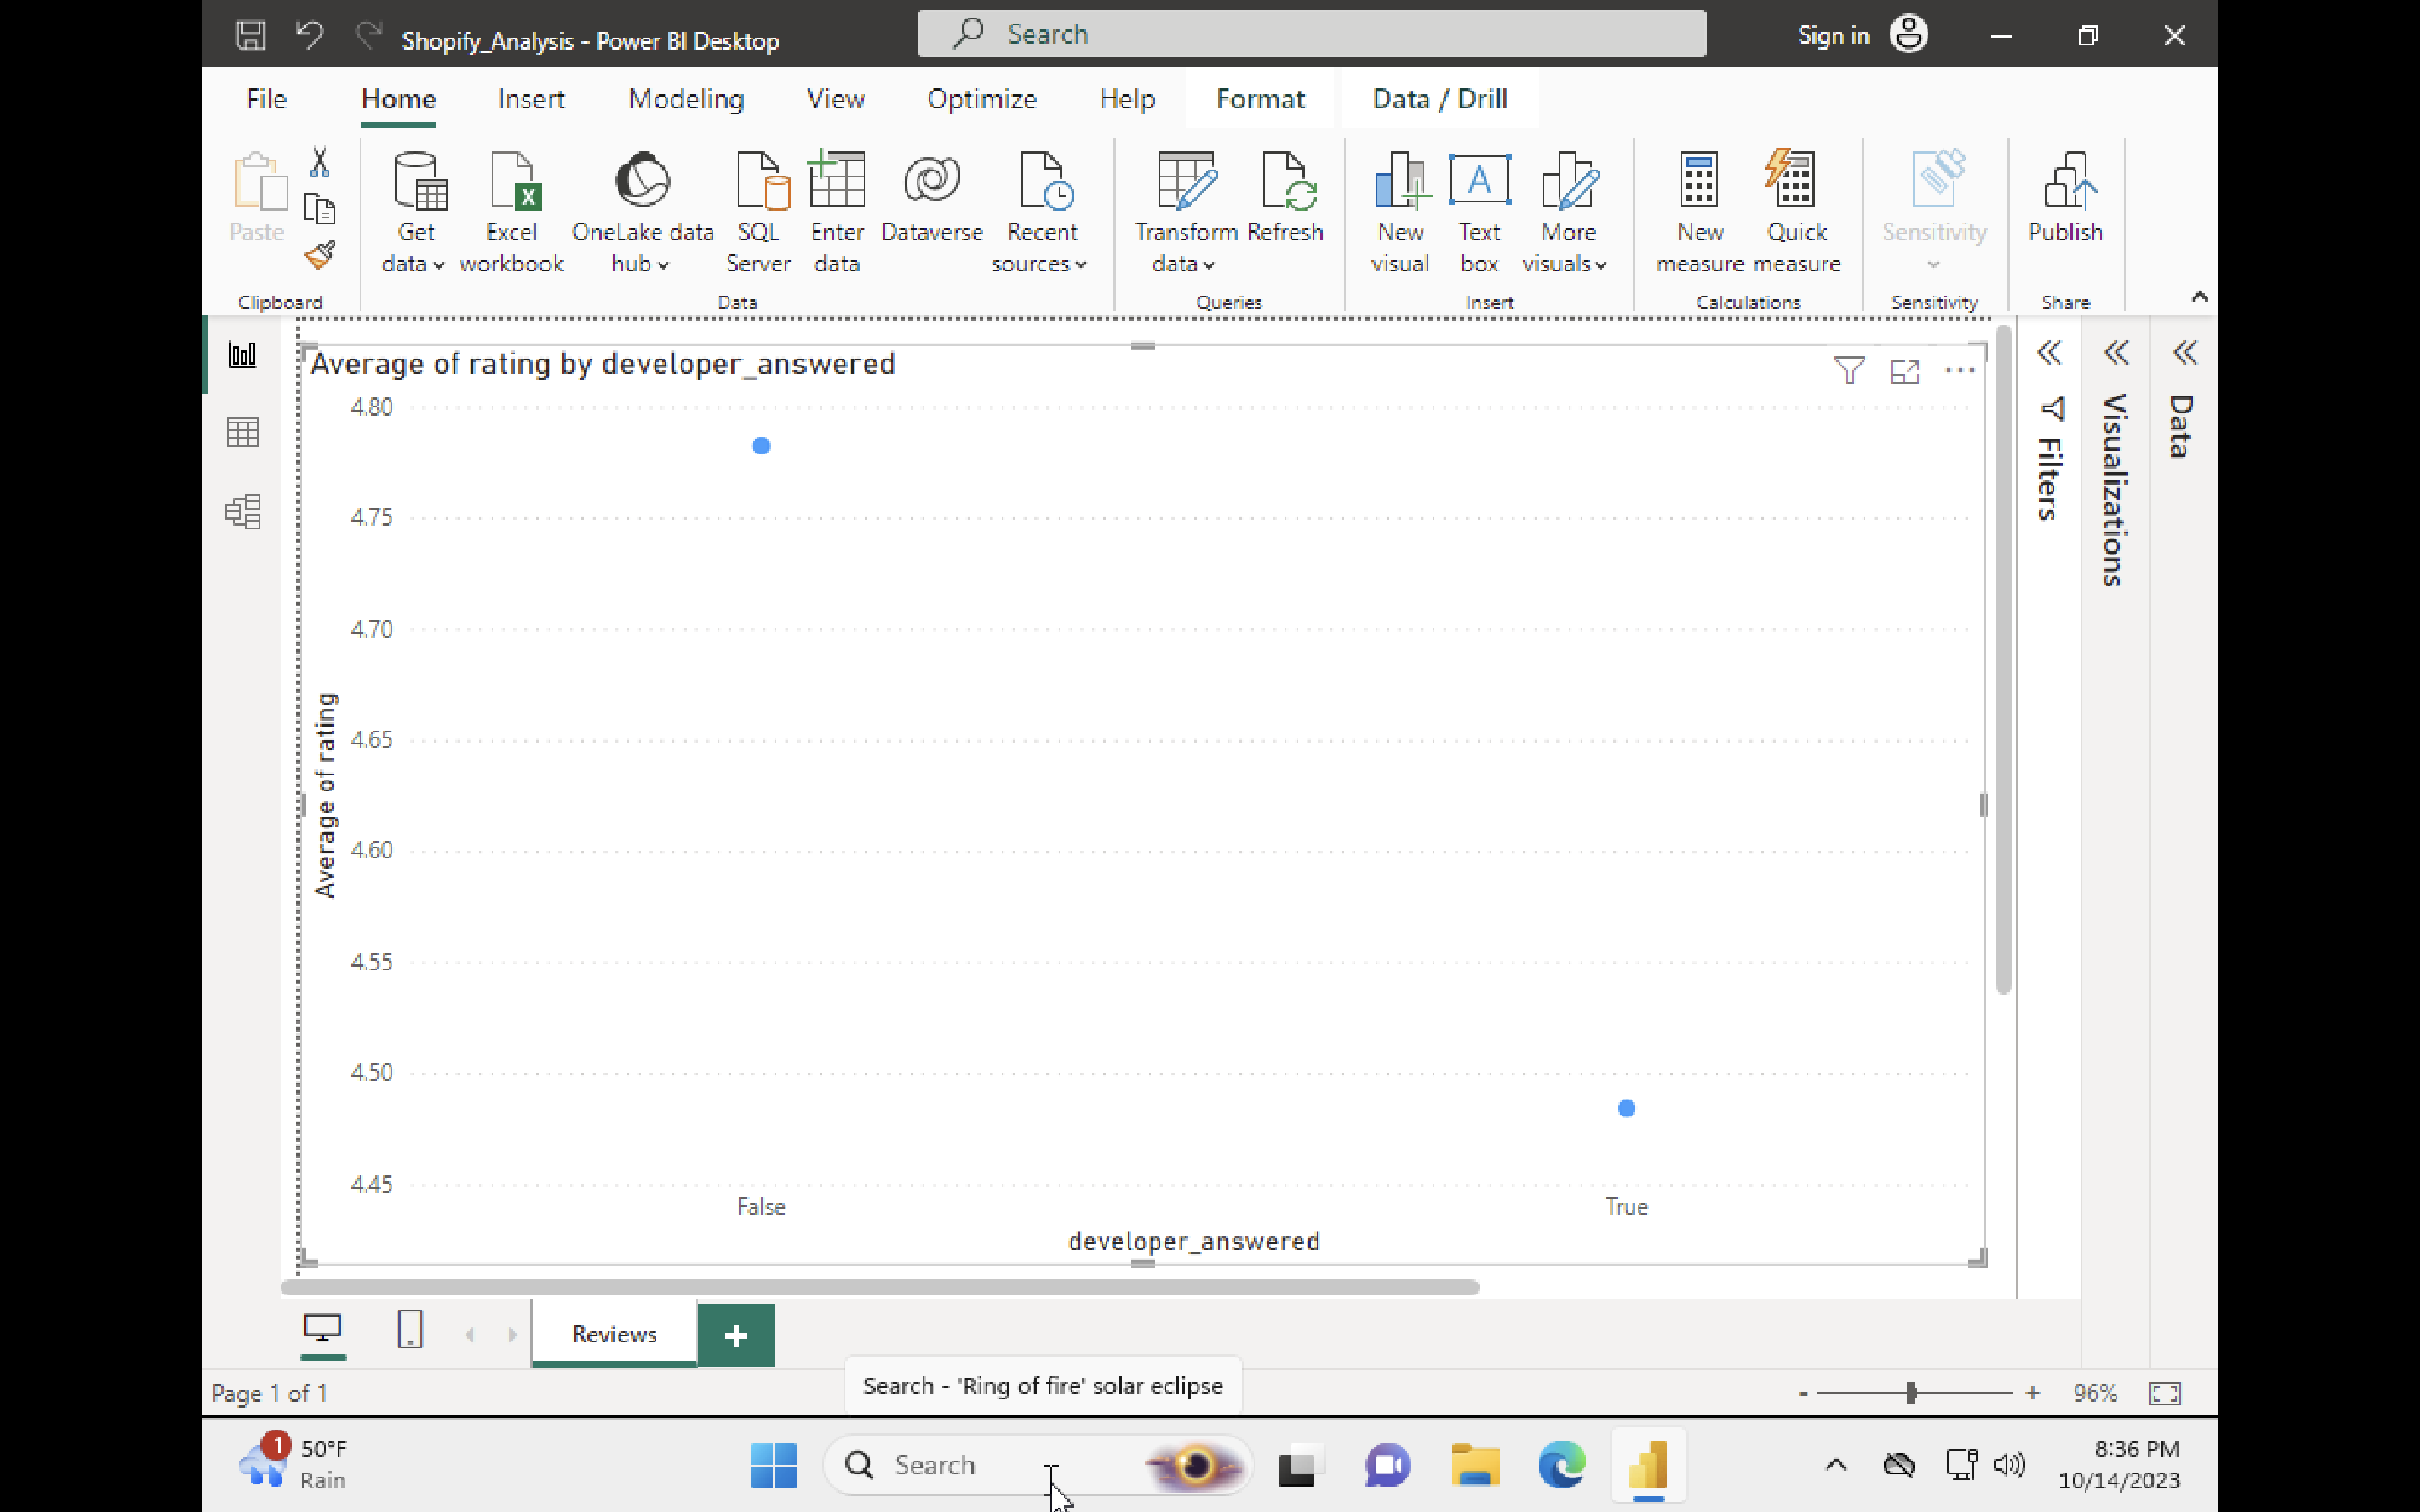 Shopify_Analysis - Power BI Desktop
Search
Sign in
File
Home
Insert
Modeling
View
Optimize
Help
Format
Data / Drill
Paste
Get
data
Excel
workbook
OneLake data
hub
SQL
Server
Enter
data
Dataverse
Recent
sources
Transform
data
Refresh
New
visual
Text
box
More
visuals
New
measure
Quick
measure
Sensitivity
Publish
Clipboard
Data
Queries
Insert
Calculations
Sensitivity
Share
Average of rating by developer_answered
4.80
4.75
4.70
4.65
4.60
4.55
4.50
4.45
Average of rating
False
True
developer_answered
Filters
Visualizations
Data
Reviews
Page 1 of 1
Search - 'Ring of fire' solar eclipse
- +
96%
1
50°F
Rain
Search
8:36 PM
10/14/2023